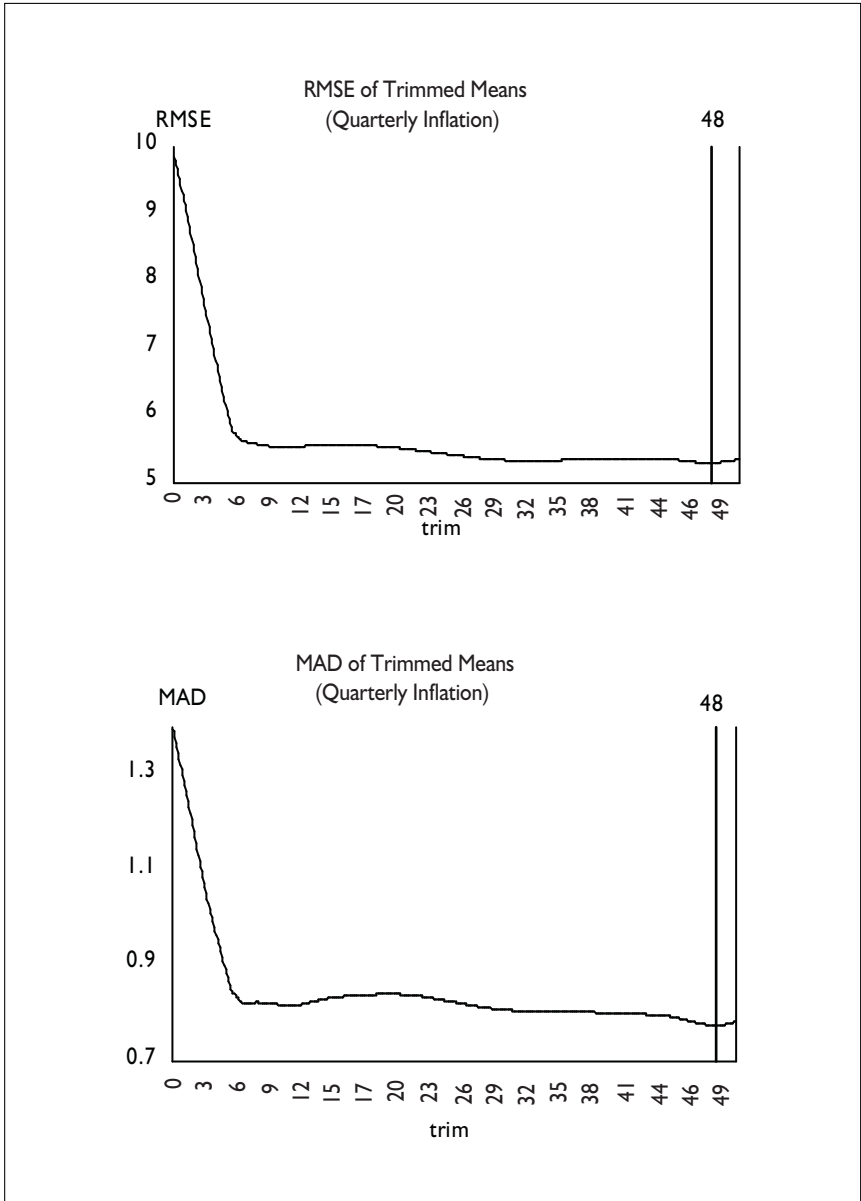 RMSE of Trimmed Means
(Quarterly Inflation)
RMSE
48
10
9
8
7
6
5
0 3 6 9 12 15 17 20 23 26 29 32 35 38 41 44 46 49
trim
MAD of Trimmed Means
(Quarterly Inflation)
MAD
48
1.3
1.1
0.9
0.7
0 3 6 9 12 15 17 20 23 26 29 32 35 38 41 44 46 49
trim